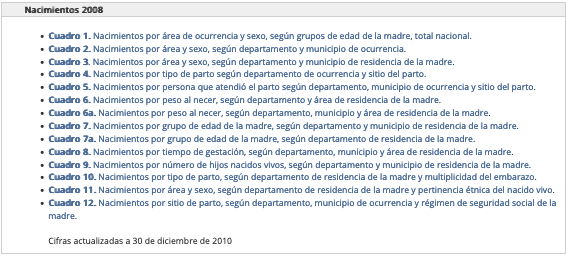 Nacimientos 2008
• Cuadro 1. Nacimientos por área de ocurrencia y sexo, según grupos de edad de la madre, total nacional.
• Cuadro 2. Nacimientos por área y sexo, según departamento y municipio de ocurrencia.
• Cuadro 3. Nacimientos por área y sexo, según departamento y municipio de residencia de la madre.
• Cuadro 4. Nacimientos por tipo de parto según departamento de ocurrencia y sitio del parto.
• Cuadro 5. Nacimientos por persona que atendió el parto según departamento, municipio de ocurrencia y sitio del parto.
• Cuadro 6. Nacimientos por peso al nacer, según departamento y área de residencia de la madre.
• Cuadro 6a. Nacimientos por peso al nacer, según departamento, municipio y área de residencia de la madre.
• Cuadro 7. Nacimientos por grupo de edad de la madre, según departamento y municipio de residencia de la madre.
• Cuadro 7a. Nacimientos por grupo de edad de la madre, según departamento de residencia de la madre.
• Cuadro 8. Nacimientos por tiempo de gestación, según departamento, municipio y área de residencia de la madre.
• Cuadro 9. Nacimientos por número de hijos nacidos vivos, según departamento y municipio de residencia de la madre.
• Cuadro 10. Nacimientos por tipo de parto, según departamento de residencia de la madre y multiplicidad del embarazo.
• Cuadro 11. Nacimientos por área y sexo, según departamento de residencia de la madre y pertinencia étnica del nacido vivo.
• Cuadro 12. Nacimientos por sitio de parto, según departamento, municipio de ocurrencia y régimen de seguridad social de la
madre.
Cifras actualizadas a 30 de diciembre de 2010